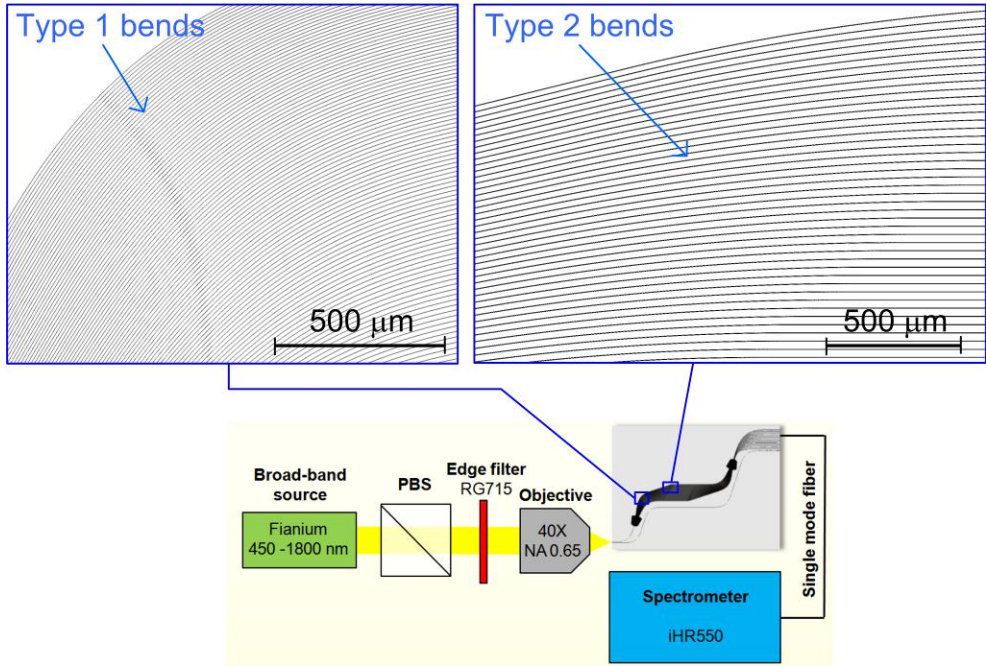 Type 1 bends
500 µm
Type 2 bends
500 µm
Broad-band
source
Fianium
450 -1800 nm
PBS
Edge filter
RG715
Objective
40X
NA 0.65
Single mode fiber
Spectrometer
iHR550